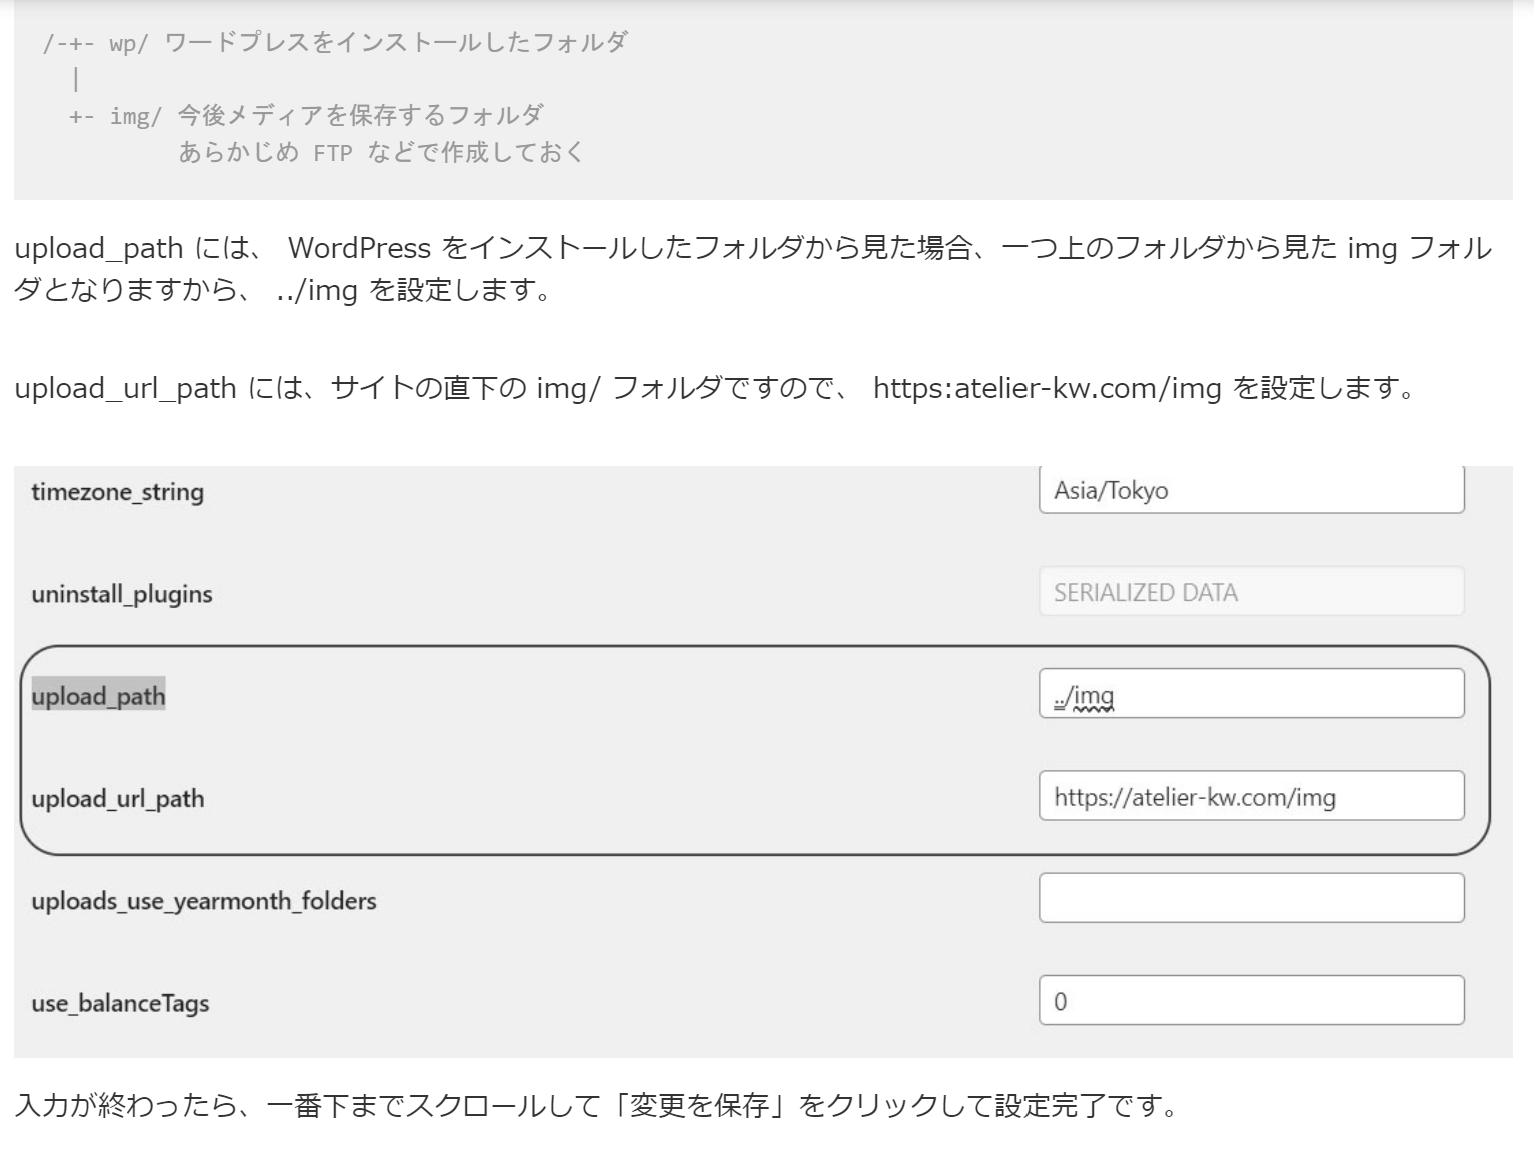 /-+- wp/ ワードプレスをインストールしたフォルダ
|
+- img/ 今後メディアを保存するフォルダ
あらかじめ FTP などで作成しておく
upload_path には、 WordPress をインストールしたフォルダから見た場合、一つ上のフォルダから見た img フォル
ダとなりますから、 ../img を設定します。
upload_url_path には、サイトの直下の img/ フォルダですので、 https:atelier-kw.com/img を設定します。
timezone_string Asia/Tokyo
uninstall_plugins SERIALIZED DATA
upload_path ../img
upload_url_path https://atelier-kw.com/img
uploads_use_yearmonth_folders
use_balanceTags 0
入力が終わったら、一番下までスクロールして「変更を保存」をクリックして設定完了です。